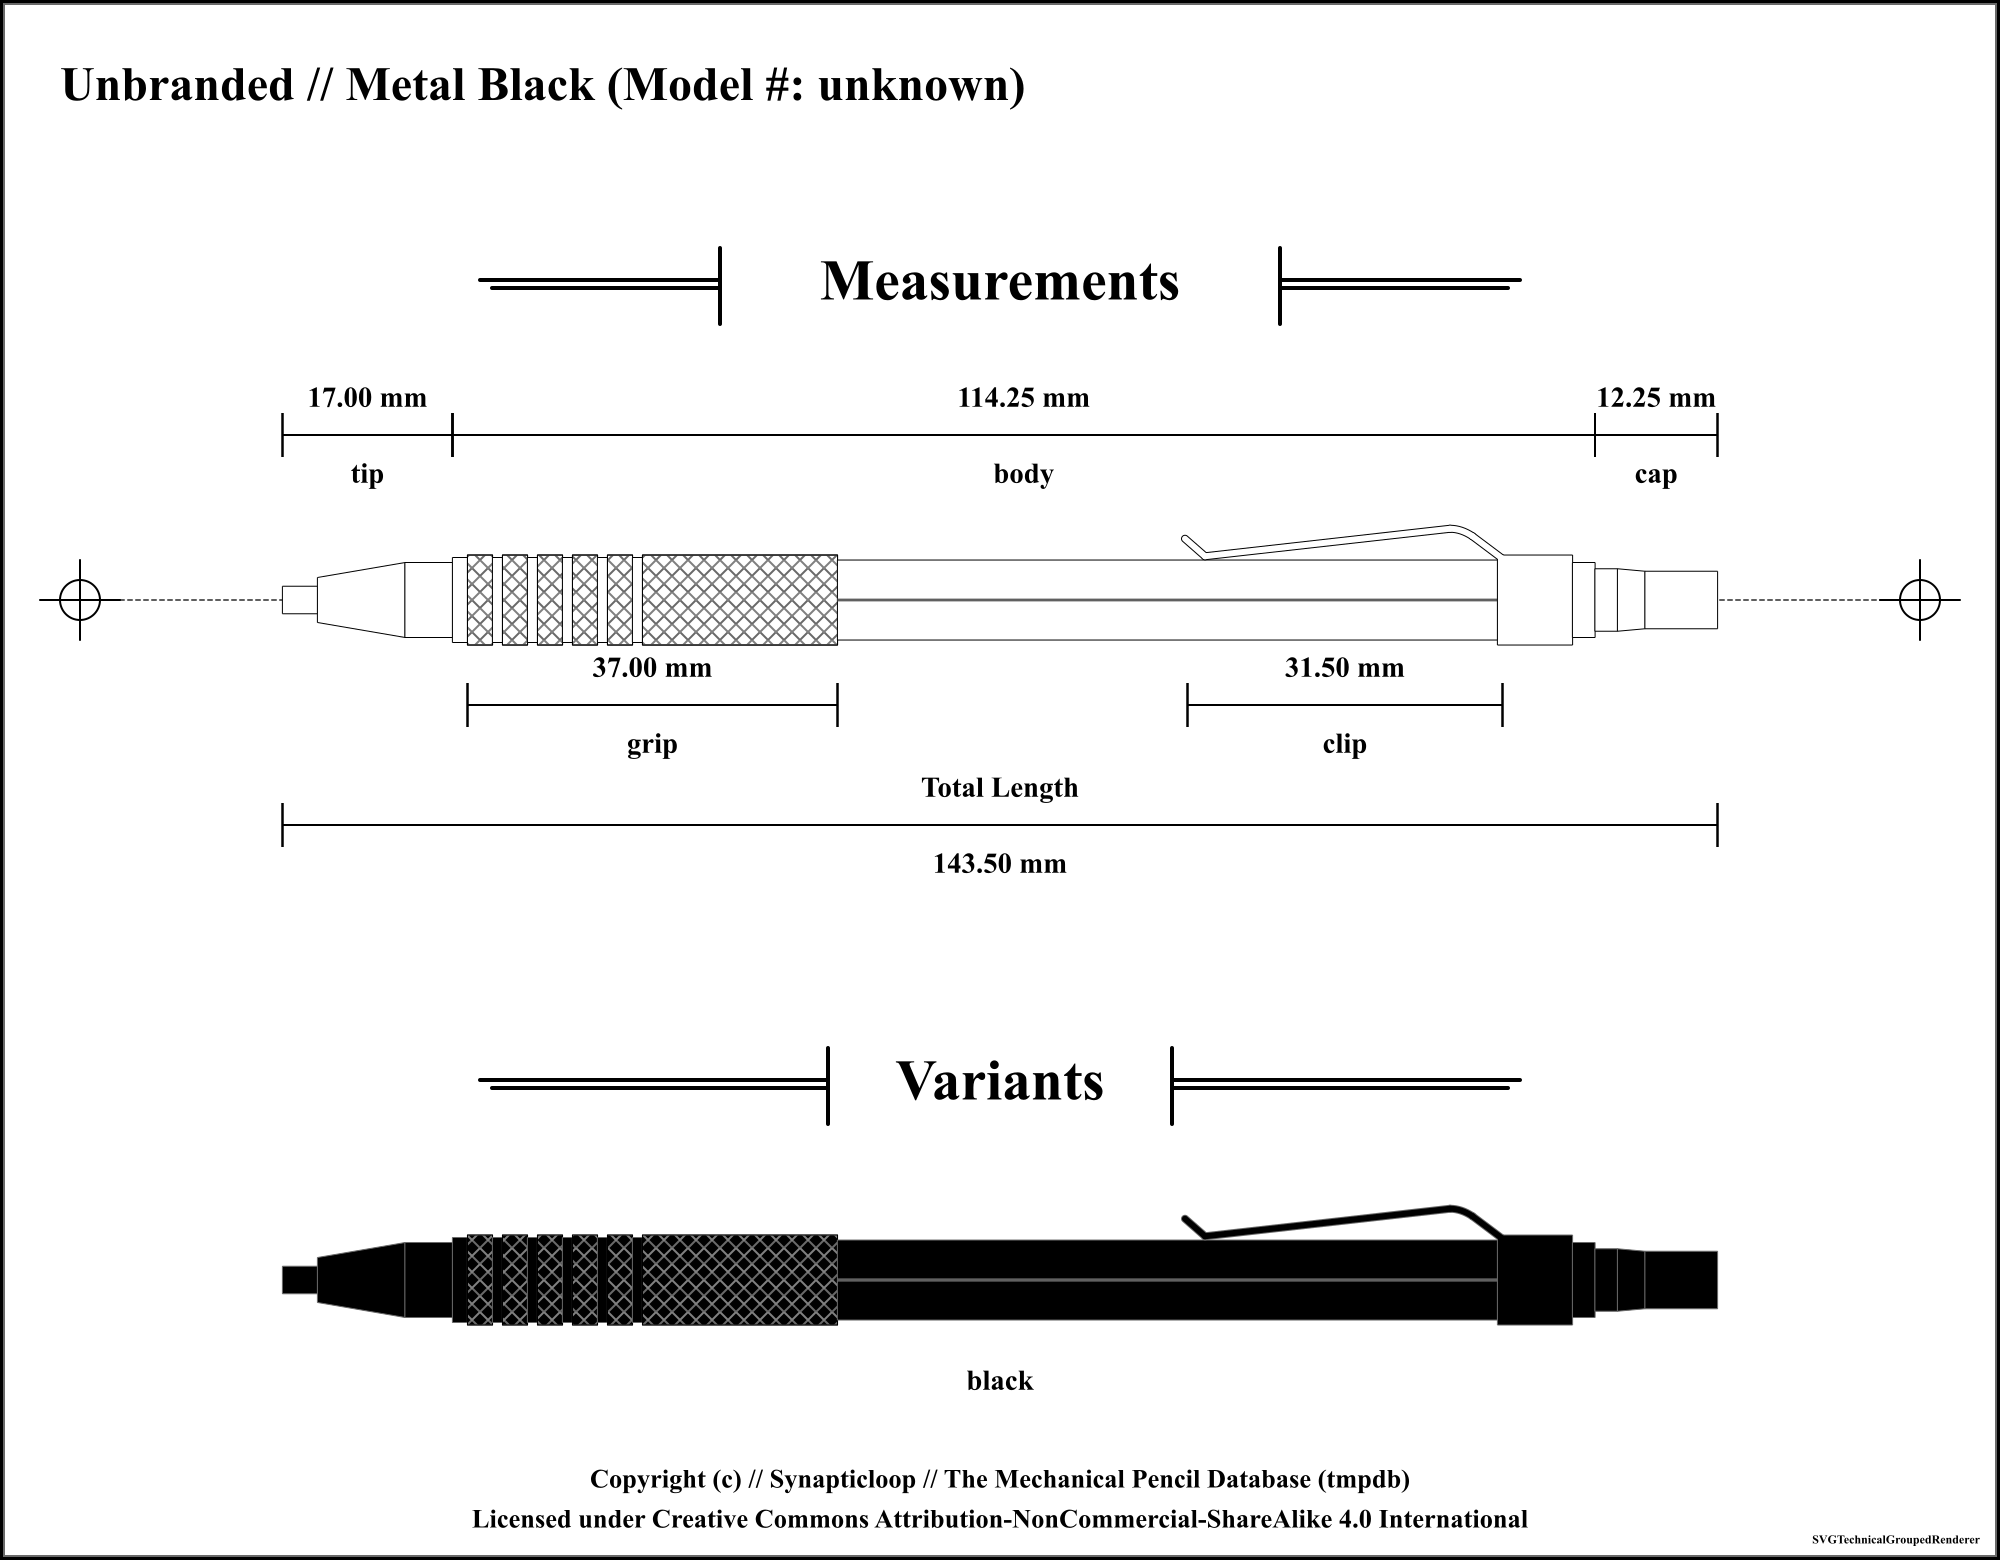 Unbranded // Metal Black (Model #: unknown)
Measurements
17.00 mm
114.25 mm
12.25 mm
tip
body
cap
37.00 mm
31.50 mm
grip
clip
Total Length
143.50 mm
Variants
black
Copyright (c) // Synapticloop // The Mechanical Pencil Database (tmpdb)
Licensed under Creative Commons Attribution-NonCommercial-ShareAlike 4.0 International
SVGTechnicalGroupedRenderer